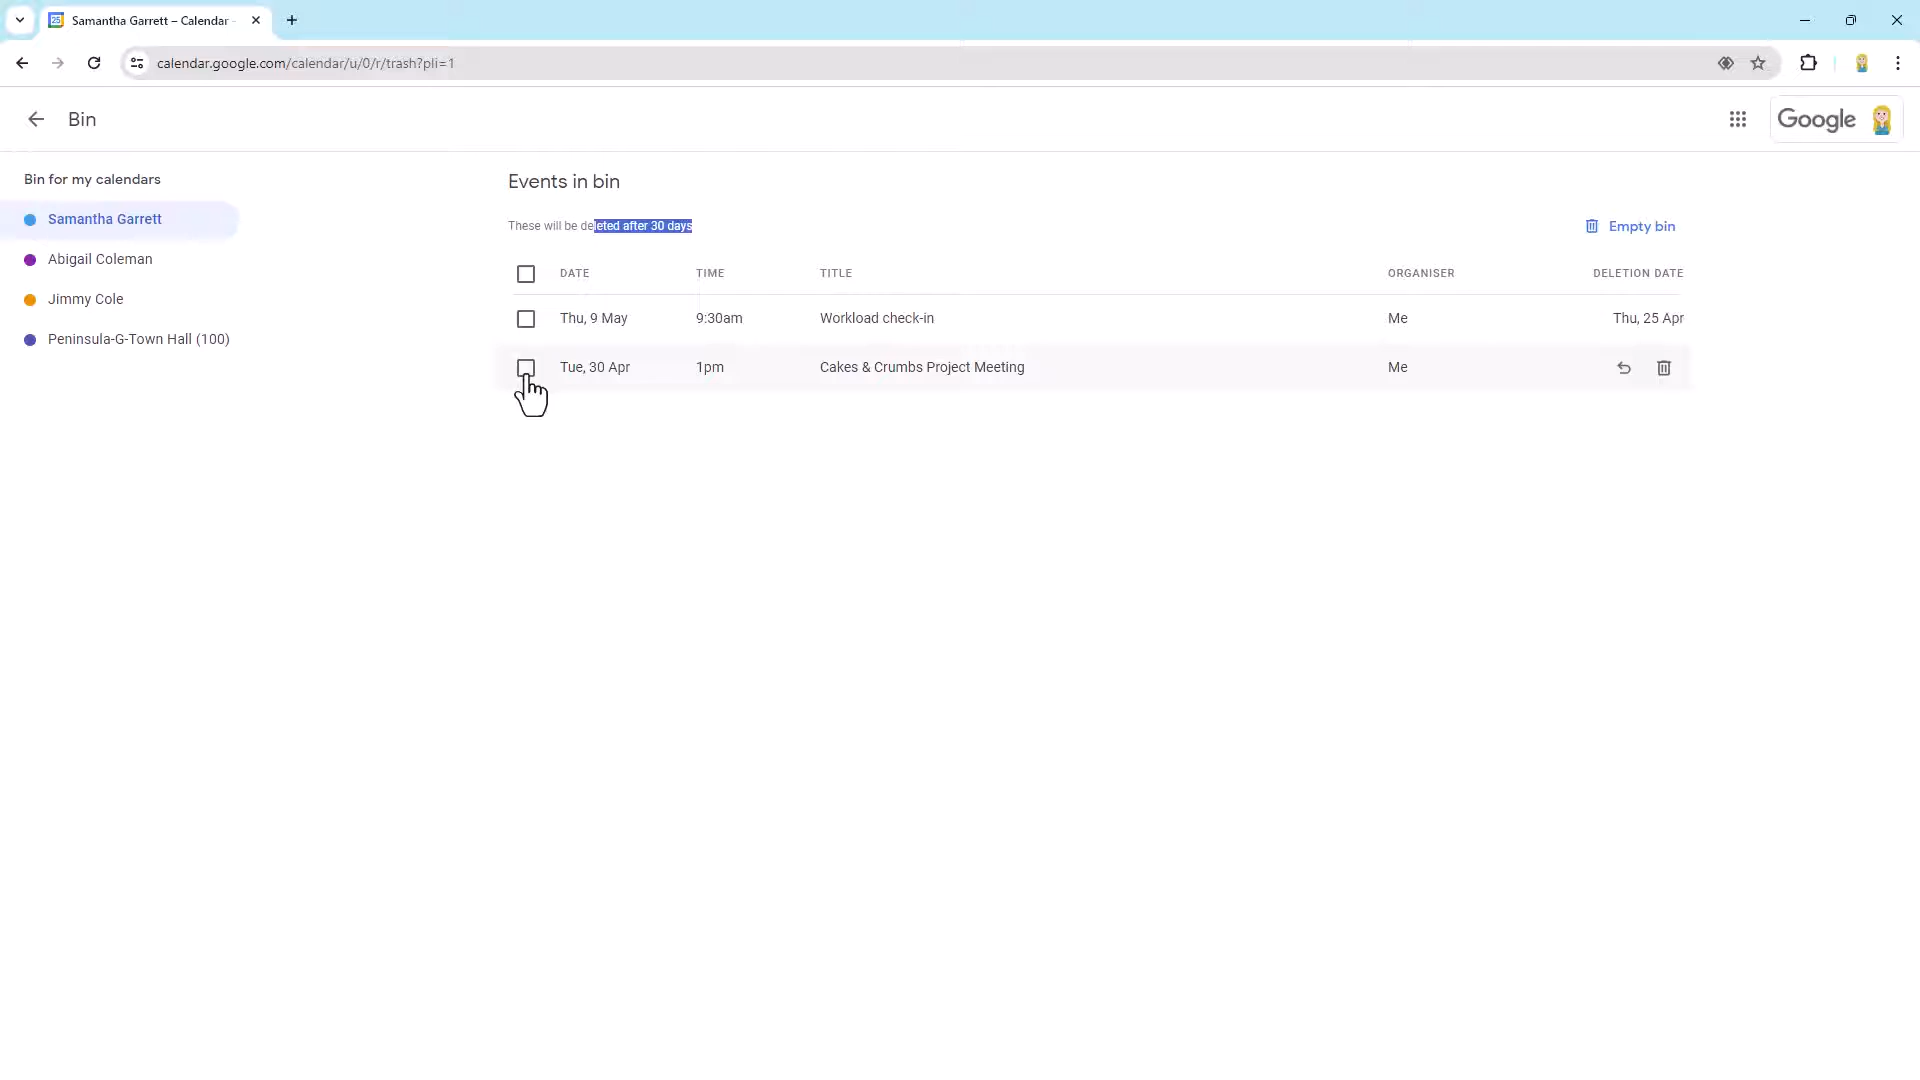 Samantha Garrett – Calendar -
calendar.google.com/calendar/u/0/r/trash?pli=1
Bin
Google
Bin for my calendars
Samantha Garrett
Abigail Coleman
Jimmy Cole
Peninsula-G-Town Hall (100)
Events in bin
These will be deleted after 30 days
Empty bin
DATE TIME TITLE ORGANISER DELETION DATE
Thu, 9 May 9:30am Workload check-in Me Thu, 25 Apr
Tue, 30 Apr 1pm Cakes & Crumbs Project Meeting Me